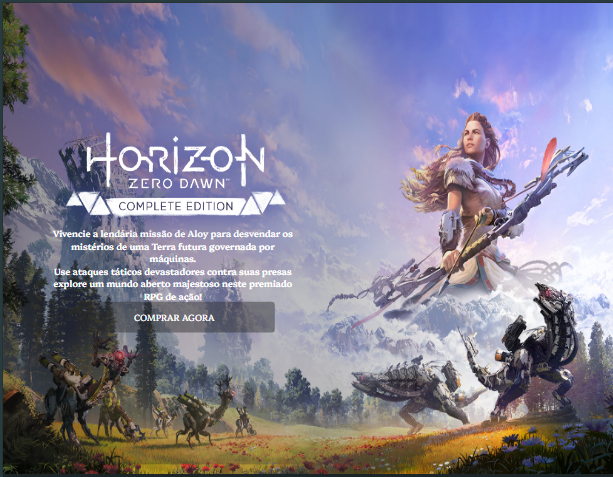 HORIZON
ZERO DAWN™
COMPLETE EDITION
Vivencie a lendária missão de Aloy para desvendar os
mistérios de uma Terra futura governada por
máquinas.
Use ataques táticos devastadores contra suas presas
explore um mundo aberto majestoso neste premiado
RPG de ação!
COMPRAR AGORA